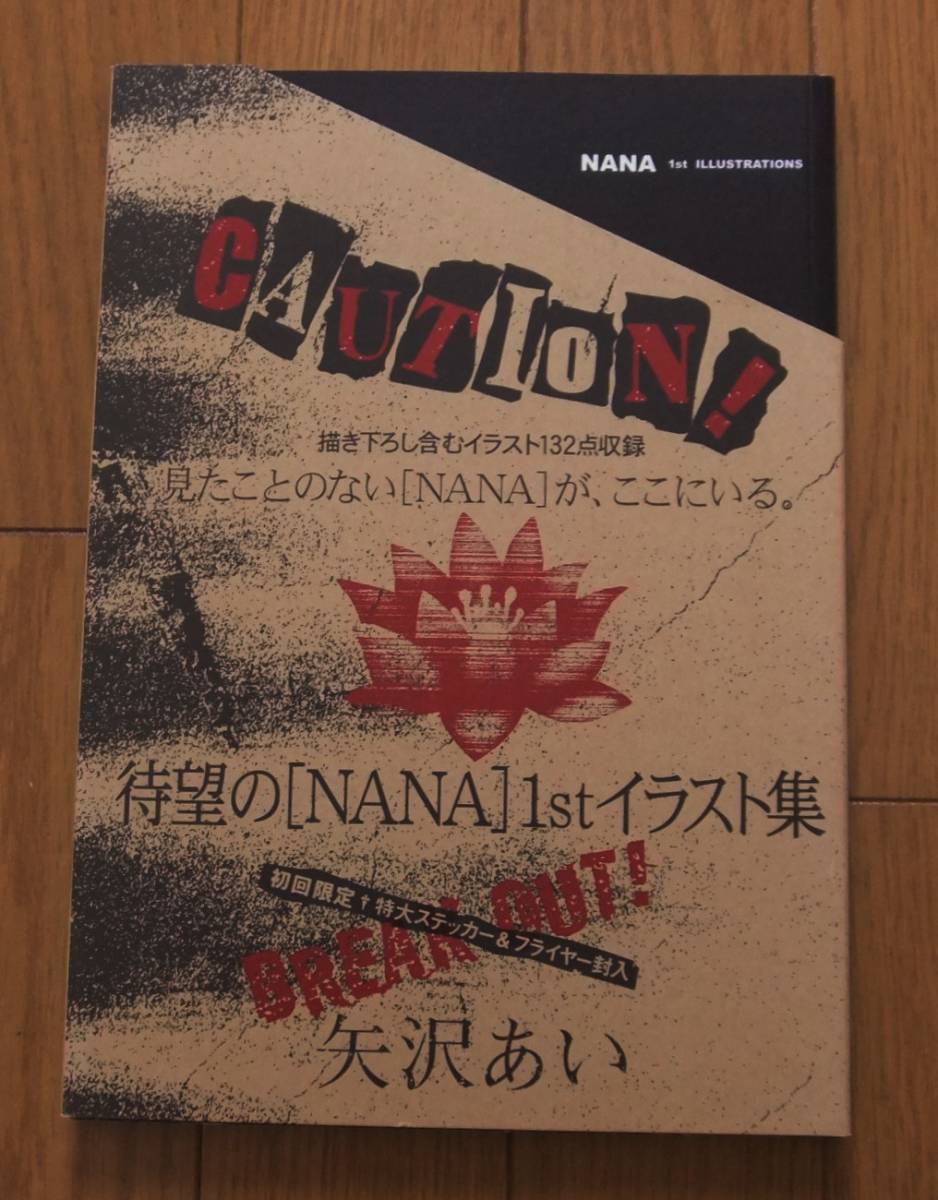 NANA 1st ILLUSTRATIONS
CAUTIoN!
描き下ろし含むイラスト132点収録
見たことのない[NANA]が、ここにいる。
待望の[NANA]1stイラスト集
BREAK OUT!
初回限定†特大ステッカー&フライヤー封入
矢沢あい